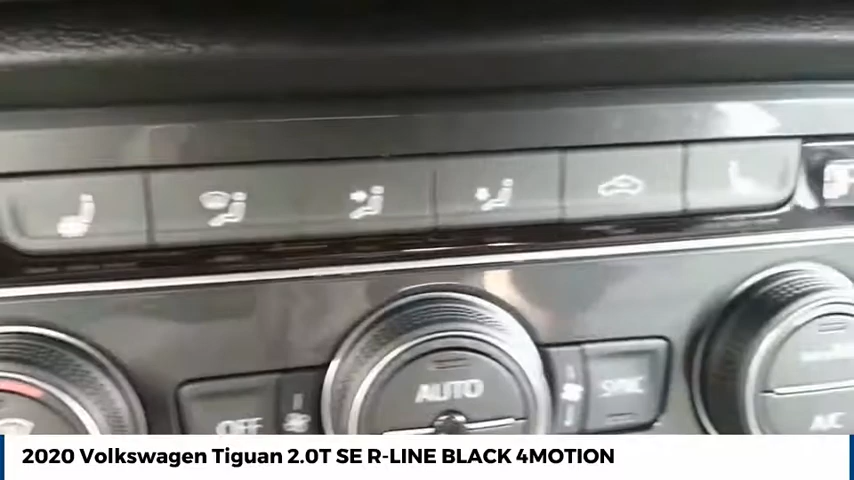 AUTO
OFF
SYNC
A/C
2020 Volkswagen Tiguan 2.0T SE R-LINE BLACK 4MOTION